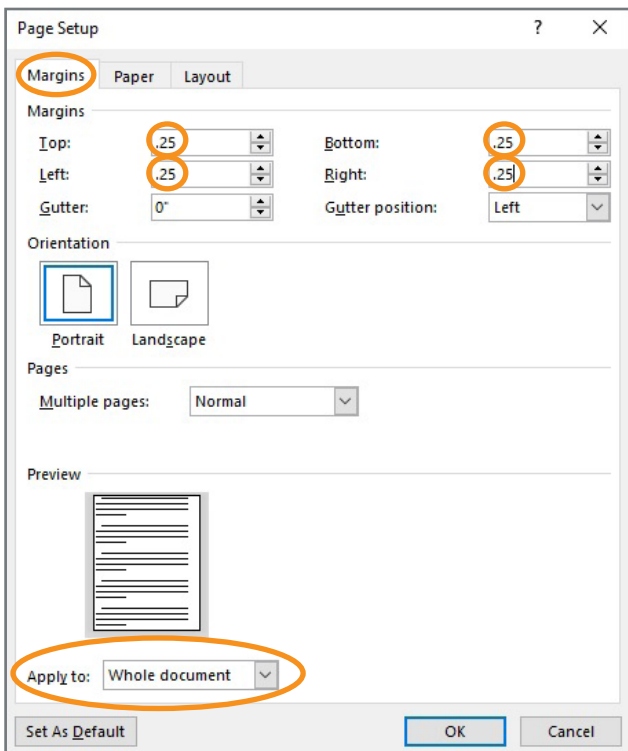 Page Setup ? ×
Margins Paper Layout
Margins
Top: .25 Bottom: .25
Left: .25 Right: .25
Gutter: 0" Gutter position: Left
Orientation
Portrait Landscape
Pages
Multiple pages: Normal
Preview
Apply to: Whole document
Set As Default OK Cancel